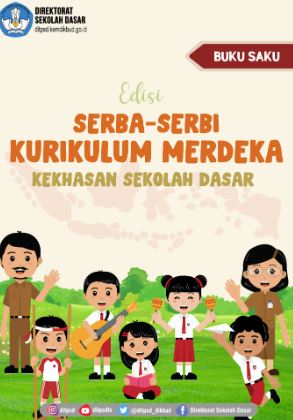 DIREKTORAT
SEKOLAH DASAR
ditpsd.kemdikbud.go.id
BUKU SAKU
Edisi
SERBA-SERBI
KURIKULUM MERDEKA
KEKHASAN SEKOLAH DASAR
ditpsd ditpsdtv ditpsd_dikbud Direktorat Sekolah Dasar